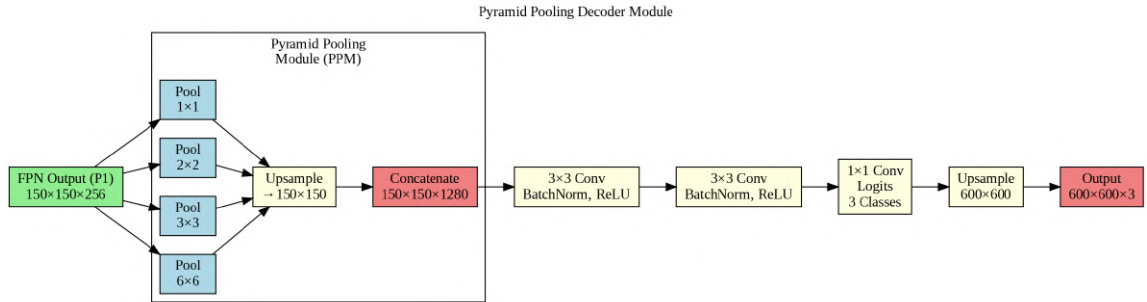 Pyramid Pooling Decoder Module
Pyramid Pooling
Module (PPM)
FPN Output (P1)
150×150×256
Pool
1×1
Pool
2×2
Pool
3×3
Pool
6×6
Upsample
→150×150
Concatenate
150×150×1280
3×3 Conv
BatchNorm, ReLU
3×3 Conv
BatchNorm, ReLU
1×1 Conv
Logits
3 Classes
Upsample
600×600
Output
600×600×3